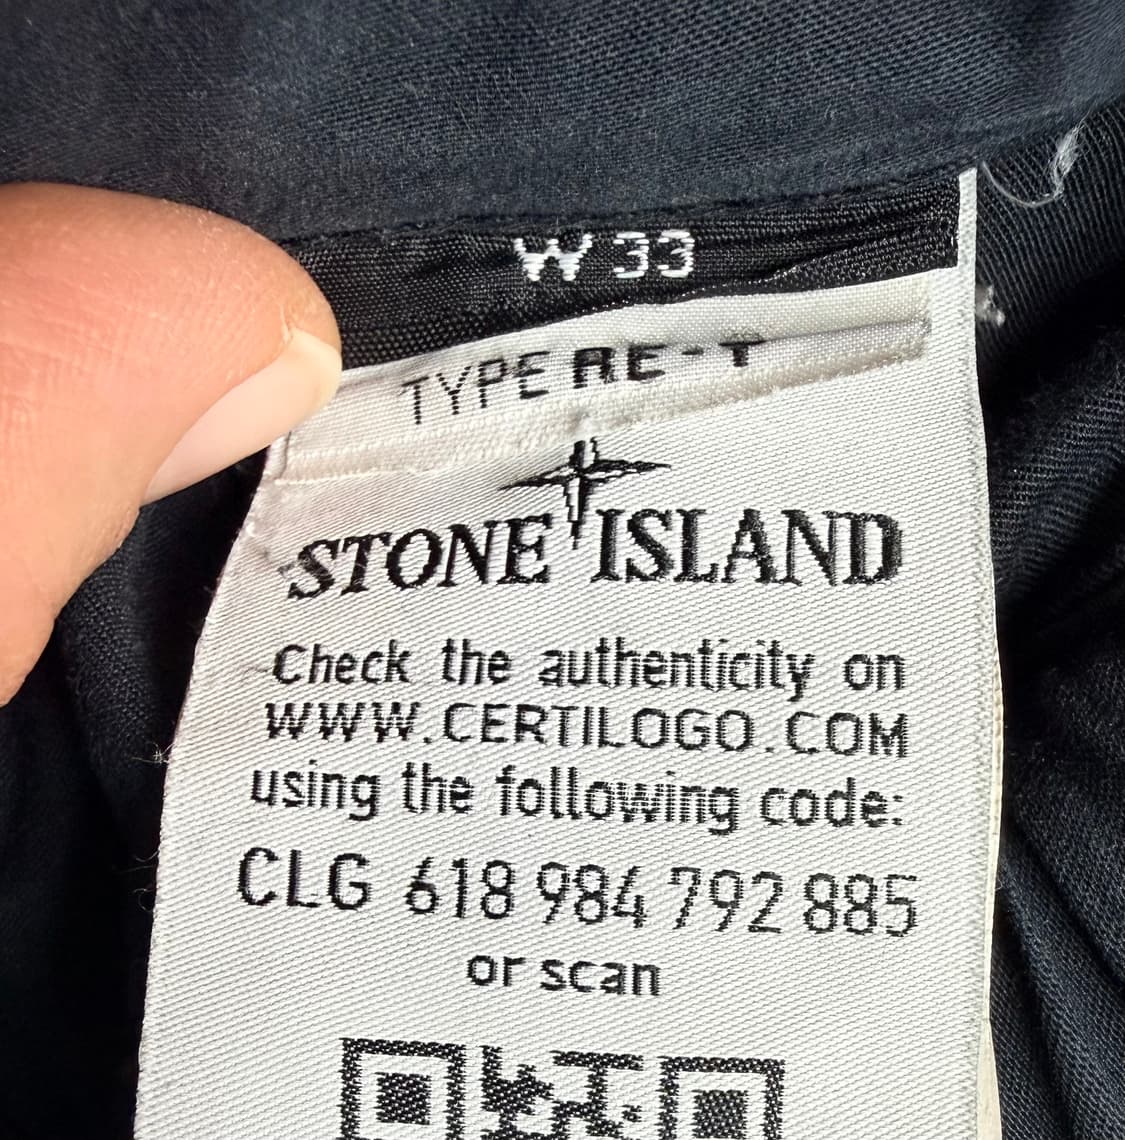 W 33
TYPE RE-T
STONE ISLAND
Check the authenticity on
WWW.CERTILOGO.COM
using the following code:
CLG 618 984 792 885
or scan